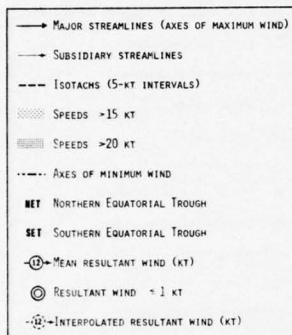 MAJOR STREAMLINES (AXES OF MAXIMUM WIND)
SUBSIDIARY STREAMLINES
ISOTACHS (5-KT INTERVALS)
SPEEDS >15 KT
SPEEDS >20 KT
AXES OF MINIMUM WIND
NET NORTHERN EQUATORIAL TROUGH
SET SOUTHERN EQUATORIAL TROUGH
12 MEAN RESULTANT WIND (KT)
RESULTANT WIND ≤ 1 KT
12 INTERPOLATED RESULTANT WIND (KT)